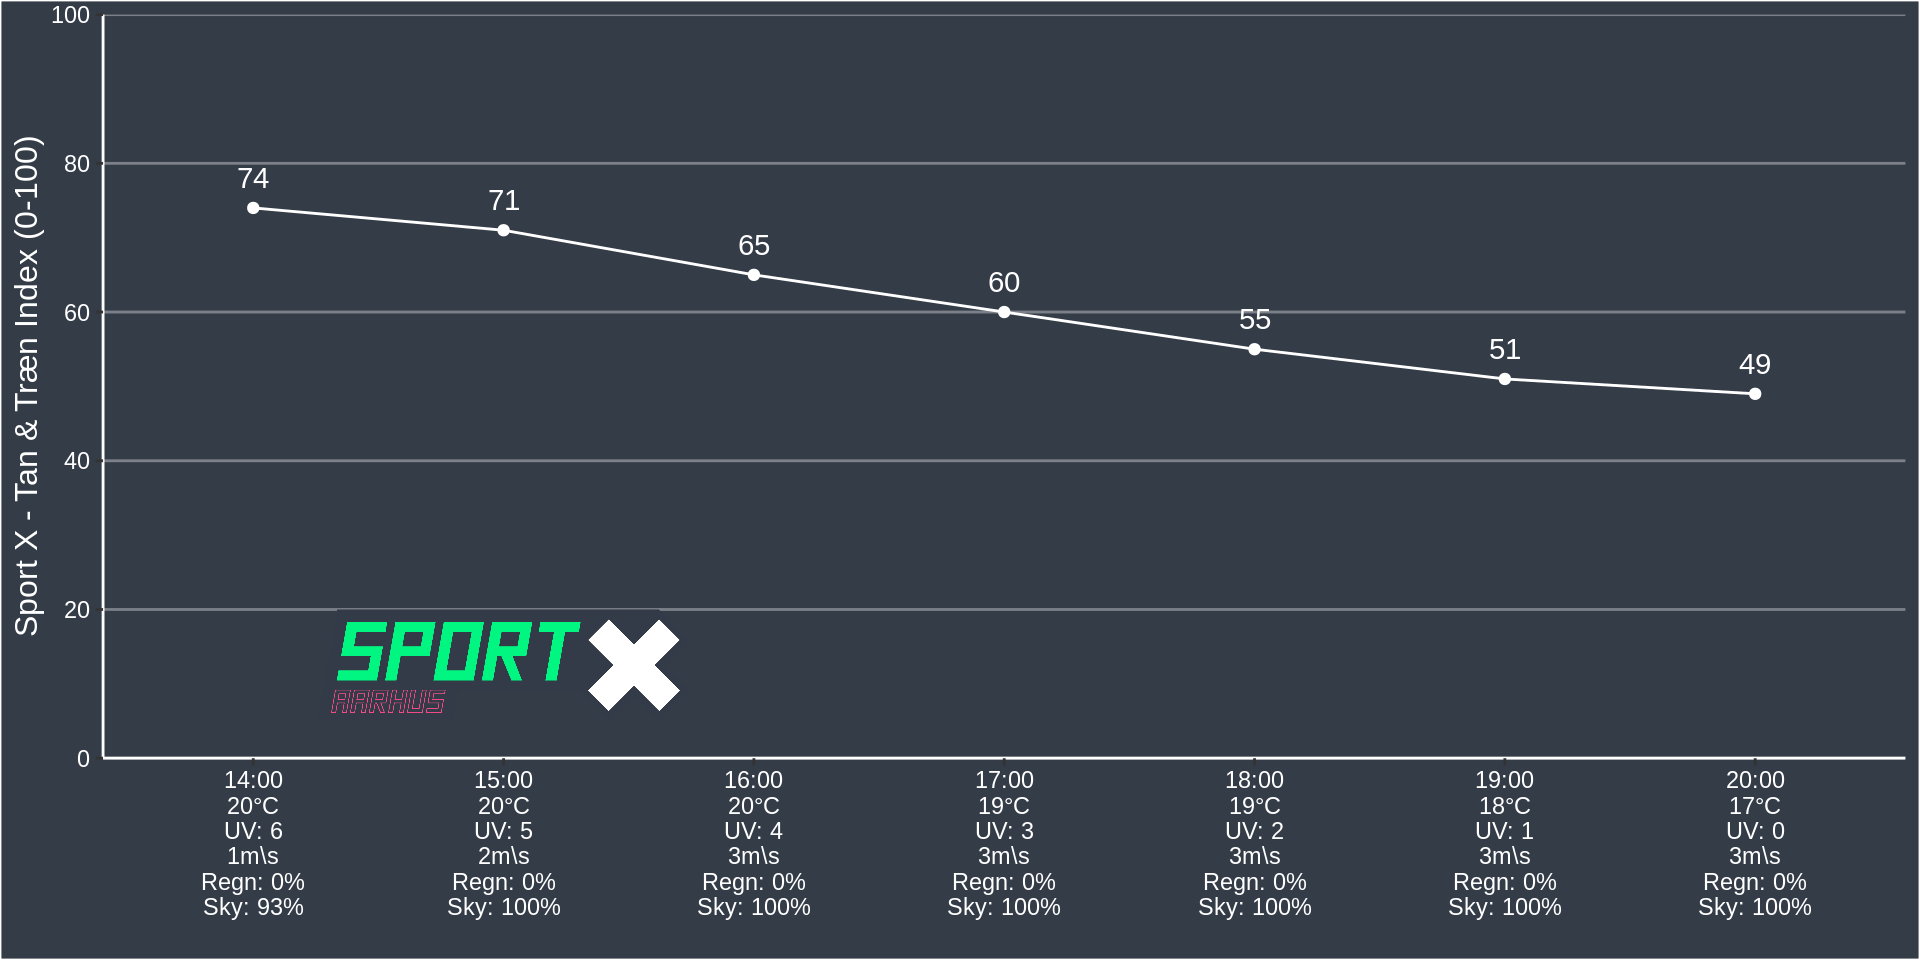 Sport X - Tan & Træn Index (0-100)
100
80
60
40
20
0
74
71
65
60
55
51
49
SPORT X
AARHUS
14:00
20°C
UV: 6
1m\s
Regn: 0%
Sky: 93%
15:00
20°C
UV: 5
2m\s
Regn: 0%
Sky: 100%
16:00
20°C
UV: 4
3m\s
Regn: 0%
Sky: 100%
17:00
19°C
UV: 3
3m\s
Regn: 0%
Sky: 100%
18:00
19°C
UV: 2
3m\s
Regn: 0%
Sky: 100%
19:00
18°C
UV: 1
3m\s
Regn: 0%
Sky: 100%
20:00
17°C
UV: 0
3m\s
Regn: 0%
Sky: 100%